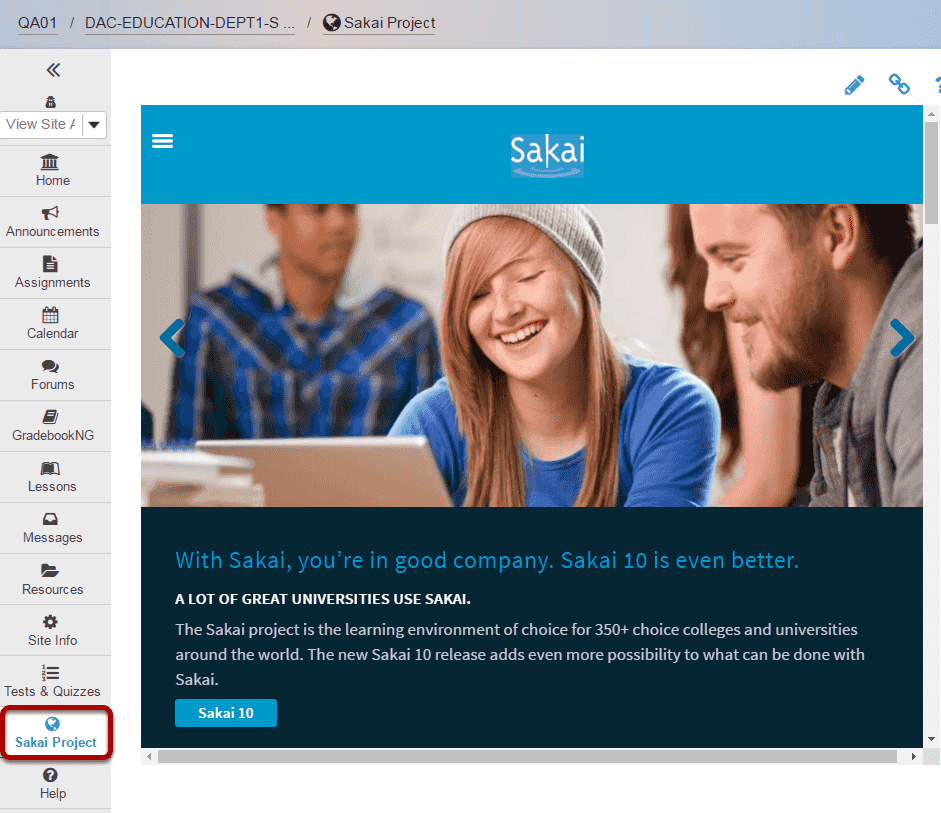 QA01 / DAC-EDUCATION-DEPT1-S ... / Sakai Project
View Site A
Home
Announcements
Assignments
Calendar
Forums
GradebookNG
Lessons
Messages
Resources
Site Info
Tests & Quizzes
Sakai Project
Help
Sakai
With Sakai, you’re in good company. Sakai 10 is even better.
A LOT OF GREAT UNIVERSITIES USE SAKAI.
The Sakai project is the learning environment of choice for 350+ choice colleges and universities
around the world. The new Sakai 10 release adds even more possibility to what can be done with
Sakai.
Sakai 10